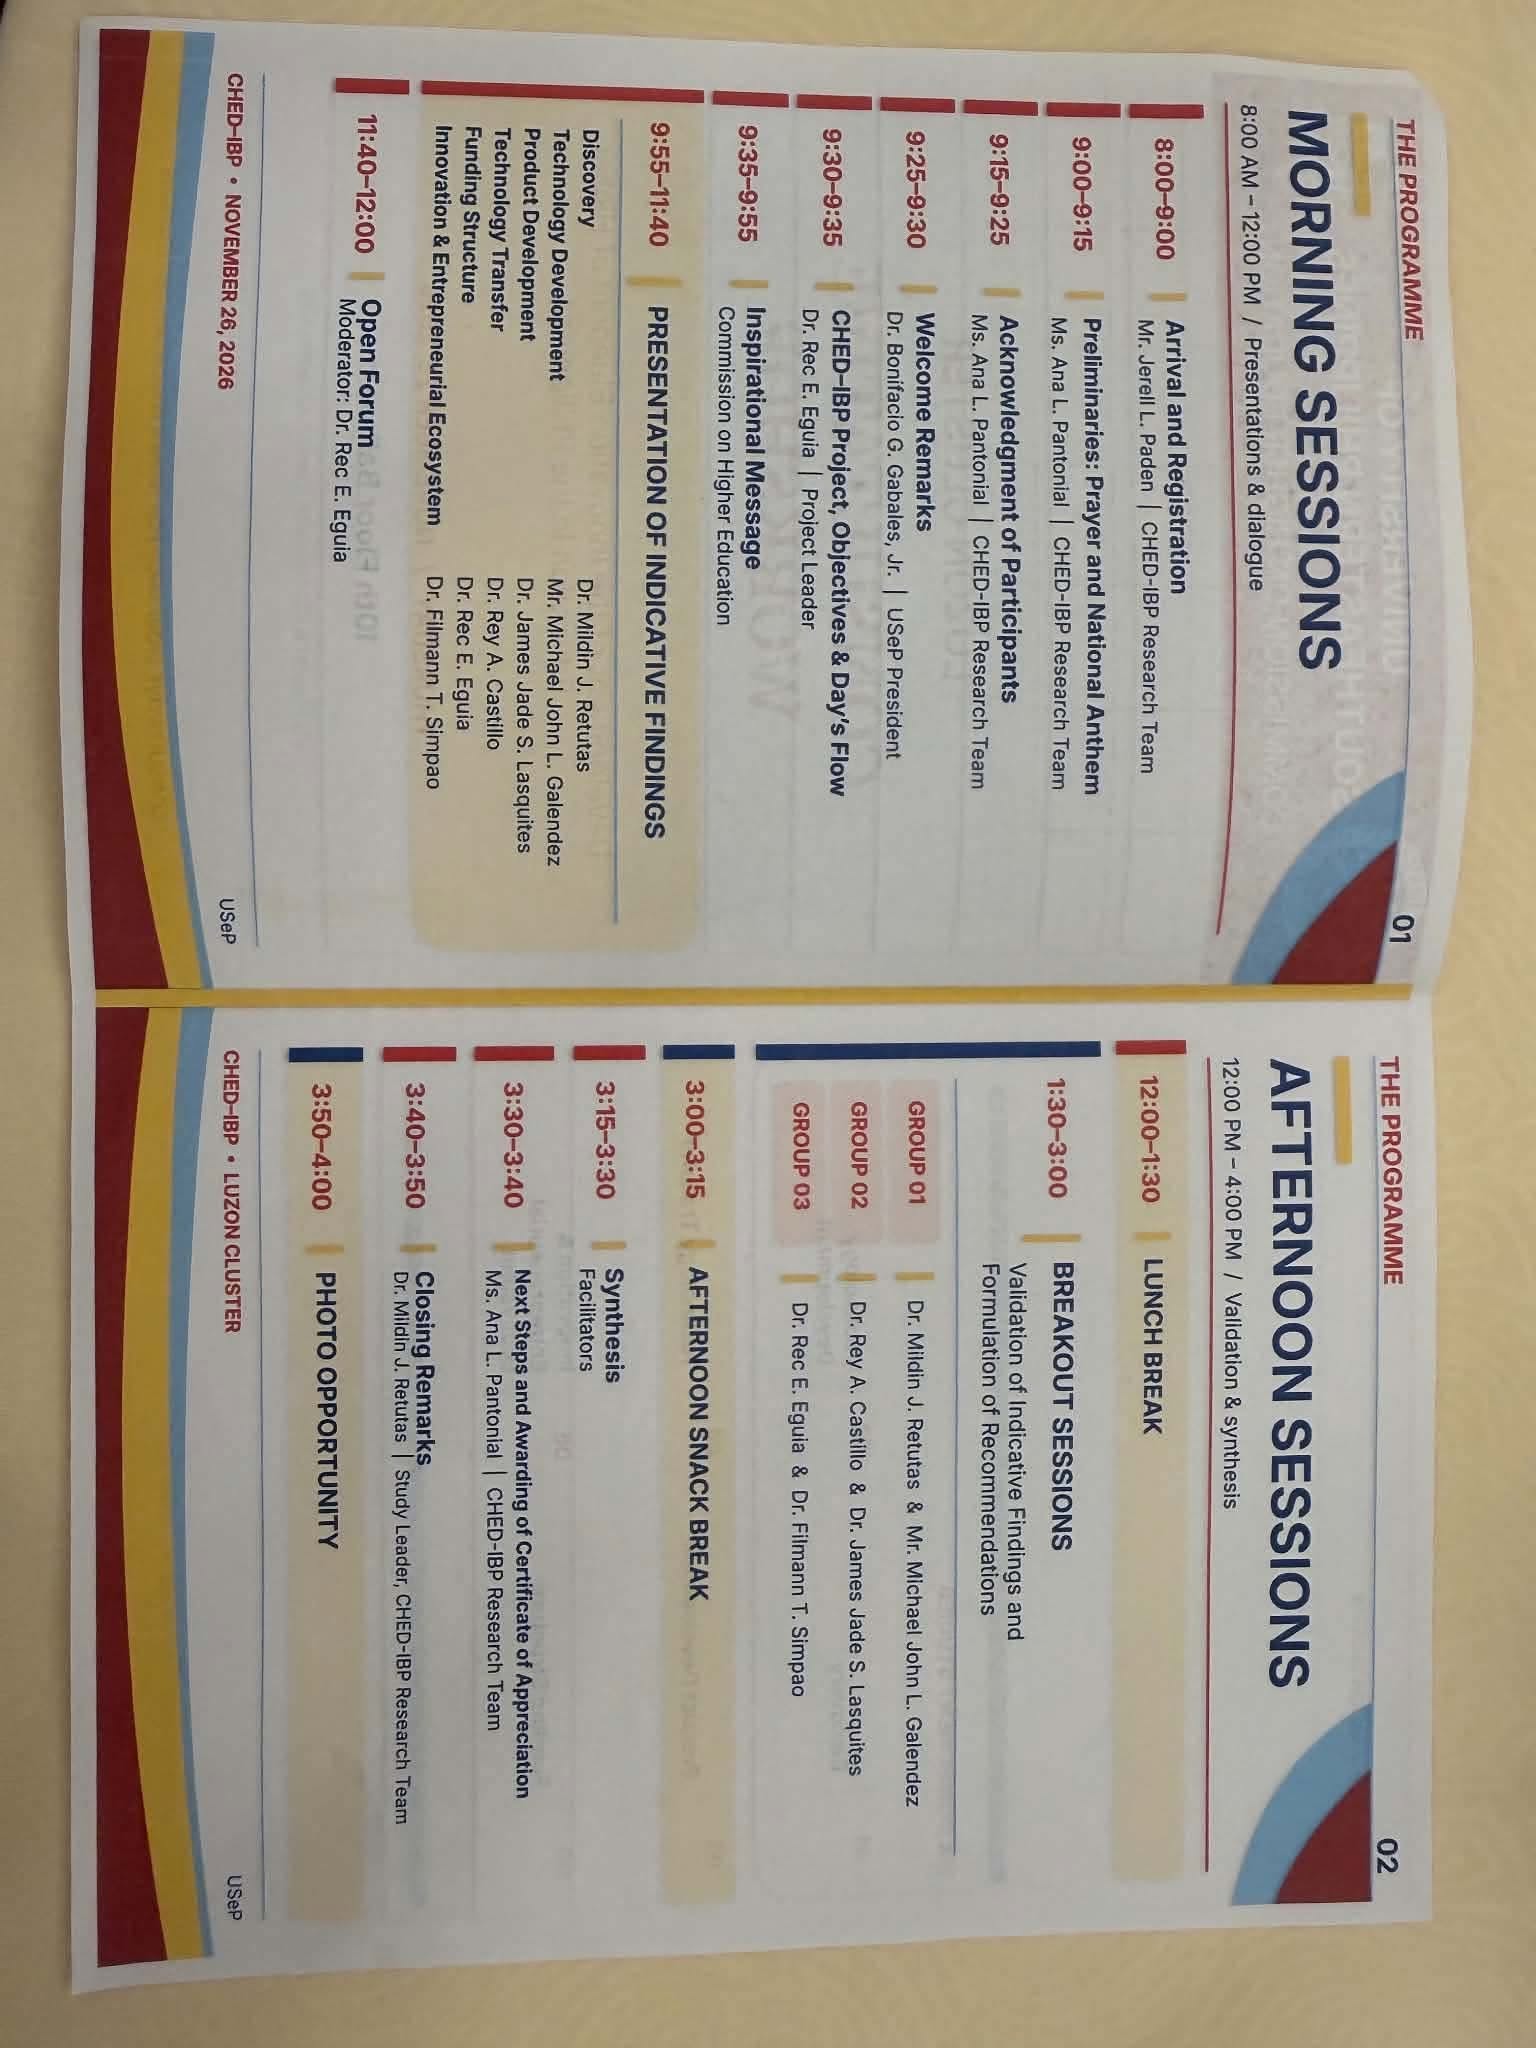 THE PROGRAMME
01
MORNING SESSIONS
8:00 AM – 12:00 PM / Presentations & dialogue
8:00–9:00
Arrival and Registration
Mr. Jerell L. Paden | CHED-IBP Research Team
9:00–9:15
Preliminaries: Prayer and National Anthem
Ms. Ana L. Pantonial | CHED-IBP Research Team
9:15–9:25
Acknowledgment of Participants
Ms. Ana L. Pantonial | CHED-IBP Research Team
9:25–9:30
Welcome Remarks
Dr. Bonifacio G. Gabales, Jr. | USeP President
9:30–9:35
CHED–IBP Project, Objectives & Day's Flow
Dr. Rec E. Eguia | Project Leader
9:35–9:55
Inspirational Message
Commission on Higher Education
9:55–11:40
PRESENTATION OF INDICATIVE FINDINGS
Discovery Dr. Mildin J. Retutas
Technology Development Mr. Michael John L. Galendez
Product Development Dr. James Jade S. Lasquites
Technology Transfer Dr. Rey A. Castillo
Funding Structure Dr. Rec E. Eguia
Innovation & Entrepreneurial Ecosystem Dr. Filmann T. Simpao
11:40–12:00
Open Forum
Moderator: Dr. Rec E. Eguia
CHED–IBP • NOVEMBER 26, 2026
USeP
THE PROGRAMME
02
AFTERNOON SESSIONS
12:00 PM – 4:00 PM / Validation & synthesis
12:00–1:30
LUNCH BREAK
1:30–3:00
BREAKOUT SESSIONS
Validation of Indicative Findings and
Formulation of Recommendations
GROUP 01 Dr. Mildin J. Retutas & Mr. Michael John L. Galendez
GROUP 02 Dr. Rey A. Castillo & Dr. James Jade S. Lasquites
GROUP 03 Dr. Rec E. Eguia & Dr. Filmann T. Simpao
3:00–3:15
AFTERNOON SNACK BREAK
3:15–3:30
Synthesis
Facilitators
3:30–3:40
Next Steps and Awarding of Certificate of Appreciation
Ms. Ana L. Pantonial | CHED-IBP Research Team
3:40–3:50
Closing Remarks
Dr. Mildin J. Retutas | Study Leader, CHED-IBP Research Team
3:50–4:00
PHOTO OPPORTUNITY
CHED–IBP • LUZON CLUSTER
USeP